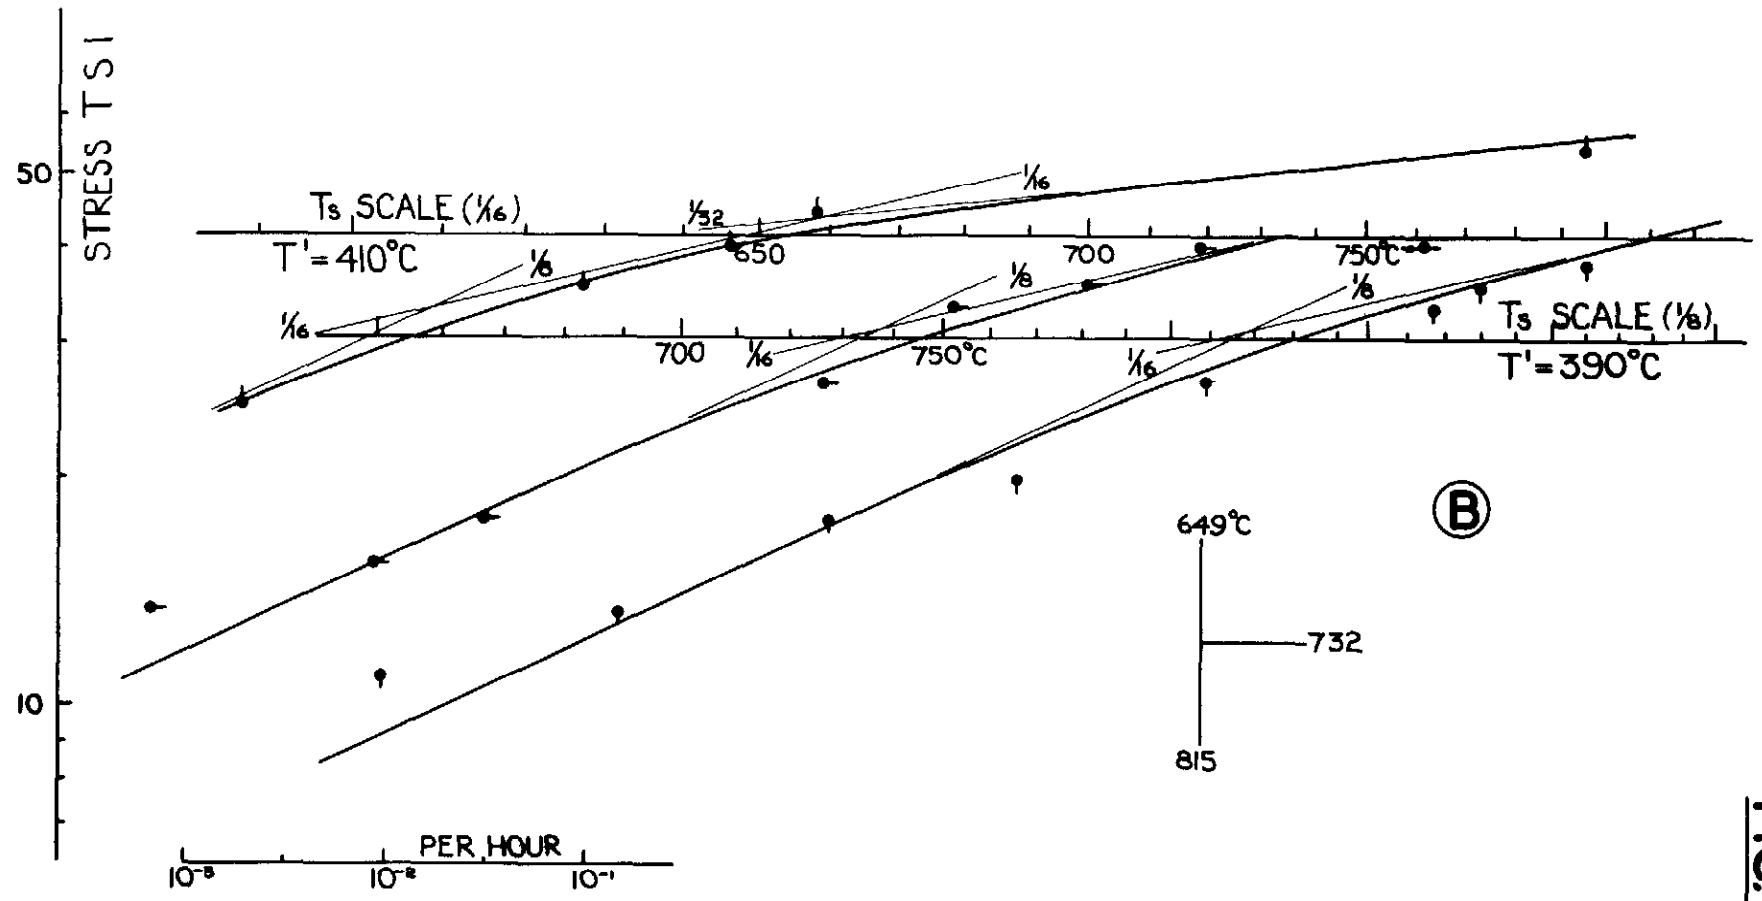 STRESS TSI
50
10
Ts SCALE (1/16)
T' = 410°C
650
700
750°C
1/16
1/32
1/8
1/16
1/8
1/16
1/8
1/16
700
750°C
Ts SCALE (1/8)
T' = 390°C
B
649°C
732
815
PER HOUR
10⁻³
10⁻²
10⁻¹